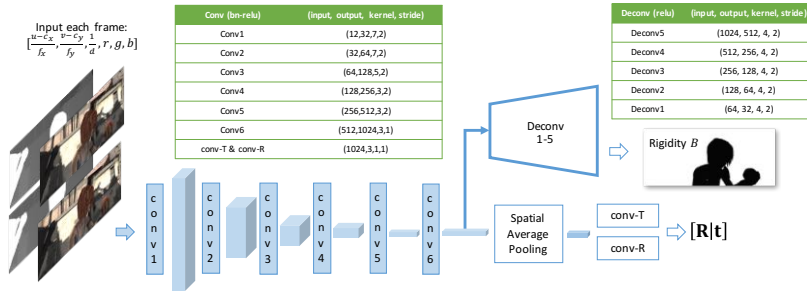 Input each frame:
[u−c_x/f_x, v−c_y/f_y, 1/d, r, g, b]
Conv (bn-relu) (input, output, kernel, stride)
Conv1 (12,32,7,2)
Conv2 (32,64,7,2)
Conv3 (64,128,5,2)
Conv4 (128,256,3,2)
Conv5 (256,512,3,2)
Conv6 (512,1024,3,1)
conv-T & conv-R (1024,3,1,1)
Deconv (relu) (input, output, kernel, stride)
Deconv5 (1024, 512, 4, 2)
Deconv4 (512, 256, 4, 2)
Deconv3 (256, 128, 4, 2)
Deconv2 (128, 64, 4, 2)
Deconv1 (64, 32, 4, 2)
Deconv
1-5
Rigidity B
conv1
conv2
conv3
conv4
conv5
conv6
Spatial
Average
Pooling
conv-T
conv-R
[R|t]